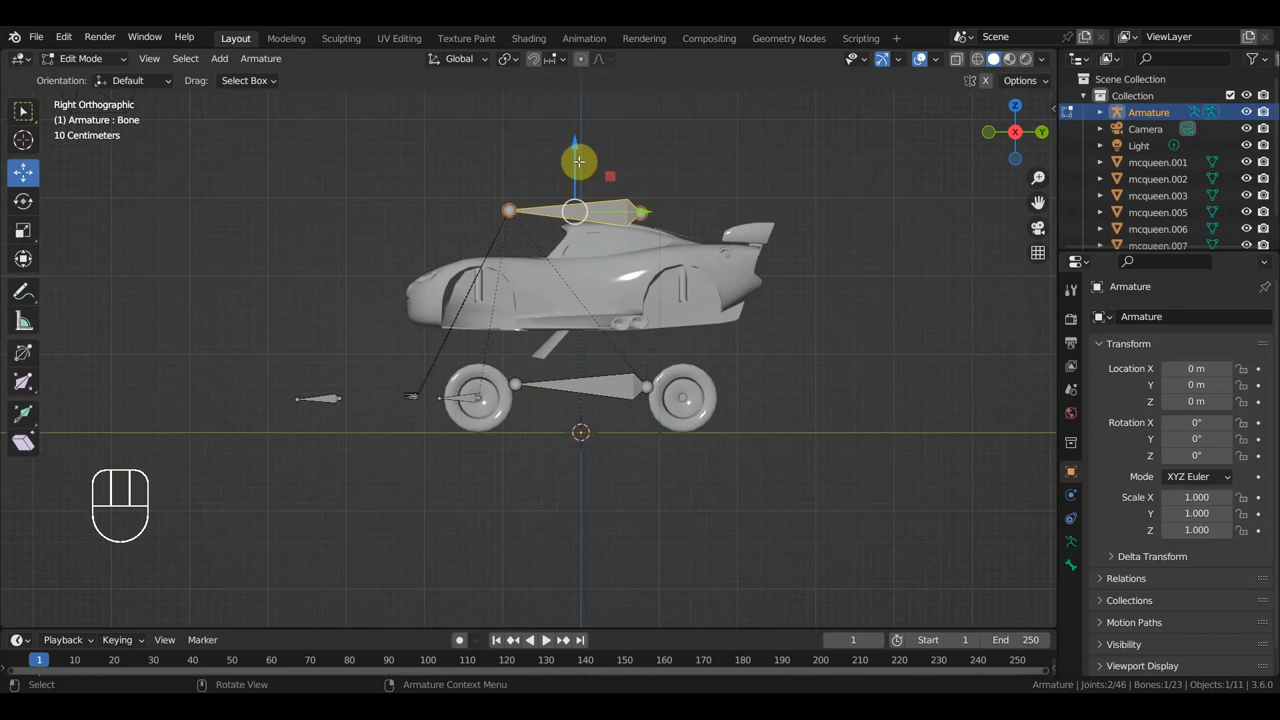 File Edit Render Window Help Layout Modeling Sculpting UV Editing Texture Paint Shading Animation Rendering Compositing Geometry Nodes Scripting + Scene ViewLayer
Edit Mode View Select Add Armature Global
Orientation: Default Drag: Select Box X Options
Right Orthographic
(1) Armature : Bone
10 Centimeters
Z
X
Y
Scene Collection
Collection
Armature
Camera
Light
mcqueen.001
mcqueen.002
mcqueen.003
mcqueen.005
mcqueen.006
mcqueen.007
Armature
Armature
Transform
Location X 0 m
Y 0 m
Z 0 m
Rotation X 0°
Y 0°
Z 0°
Mode XYZ Euler
Scale X 1.000
Y 1.000
Z 1.000
Delta Transform
Relations
Collections
Motion Paths
Visibility
Viewport Display
Playback Keying View Marker 1 Start 1 End 250
1 10 20 30 40 50 60 70 80 90 100 110 120 130 140 150 160 170 180 190 200 210 220 230 240 250
Select Rotate View Armature Context Menu Armature | Joints:2/46 | Bones:1/23 | Objects:1/11 | 3.6.0